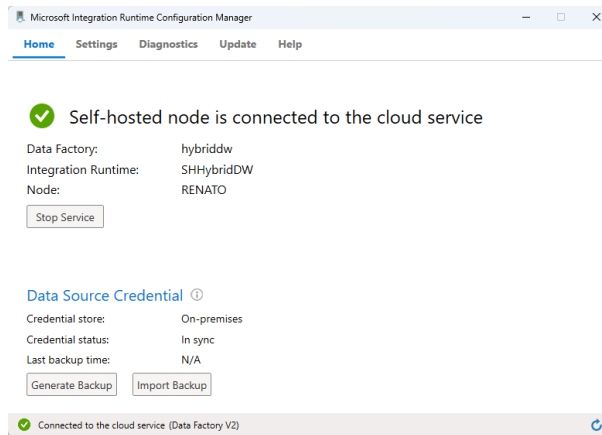 Microsoft Integration Runtime Configuration Manager
Home Settings Diagnostics Update Help
Self-hosted node is connected to the cloud service
Data Factory: hybriddw
Integration Runtime: SHHybridDW
Node: RENATO
Stop Service
Data Source Credential
Credential store: On-premises
Credential status: In sync
Last backup time: N/A
Generate Backup Import Backup
Connected to the cloud service (Data Factory V2)